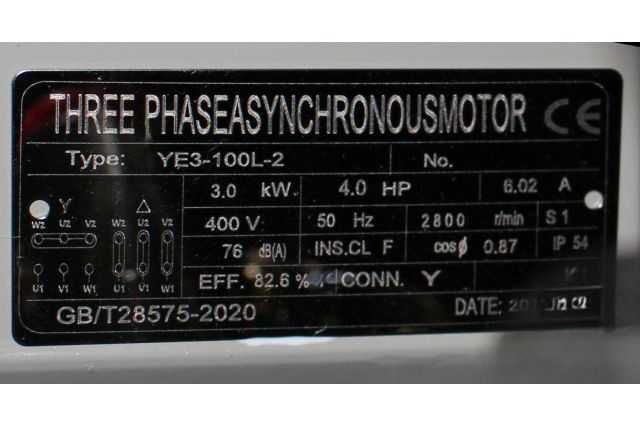 THREE PHASEASYNCHRONOUSMOTOR CE
Type: YE3-100L-2 No.
3.0 kW 4.0 HP 6.02 A
Y △ 400 V 50 Hz 2800 r/min S1
W2 U2 V2 W2 U2 V2
76 dB(A) INS.CL F cosϕ 0.87 IP 54
U1 V1 W1 U1 V1 W1
EFF. 82.6 % CONN. Y
GB/T28575-2020 DATE: